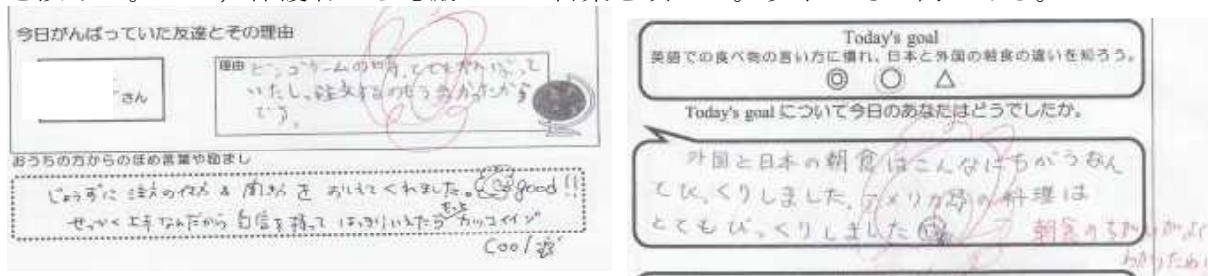 今日がんばっていた友達とその理由
さん
理由 ビンゴゲームの時、とてもがんばって
いたし、注文するのもうまかったから
です。
おうちの方からのほめ言葉や励まし
じょうずに 注文の仕方 & 聞き方 を おしえてくれました。good!!
せっかく上手なんだから 自信を持って はっきりいえたら もっと カッコイイ
Cool
Today's goal
英語での食べ物の言い方に慣れ、日本と外国の朝食の違いを知ろう。
◎ ○ △
Today's goal について今日のあなたはどうでしたか。
外国と日本の朝食はこんなにちがうなん
てびっくりしました。アメリカの料理は
とてもびっくりしました
朝食のちがいがよく
わかったね